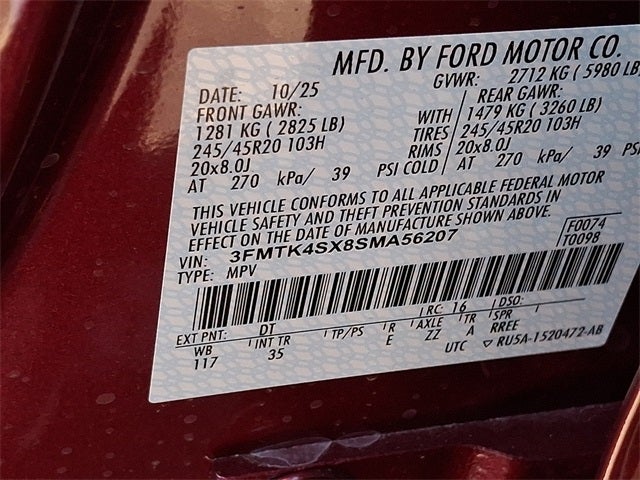 MFD. BY FORD MOTOR CO.
DATE: 10/25 GVWR: 2712 KG ( 5980 LB)
FRONT GAWR: REAR GAWR:
1281 KG ( 2825 LB) WITH 1479 KG ( 3260 LB)
245/45R20 103H TIRES 245/45R20 103H
20x8.0J RIMS 20x8.0J
AT 270 kPa/ 39 PSI COLD AT 270 kPa/ 39 PSI
THIS VEHICLE CONFORMS TO ALL APPLICABLE FEDERAL MOTOR
VEHICLE SAFETY AND THEFT PREVENTION STANDARDS IN
EFFECT ON THE DATE OF MANUFACTURE SHOWN ABOVE.
VIN: 3FMTK4SX8SMA56207 F0074
TYPE: MPV T0098
EXT PNT: DT RC: 16 DSO:
WB INT TR TP/PS R AXLE TR SPR
117 35 E ZZ A RREE
UTC ▽ RU5A-1520472-AB